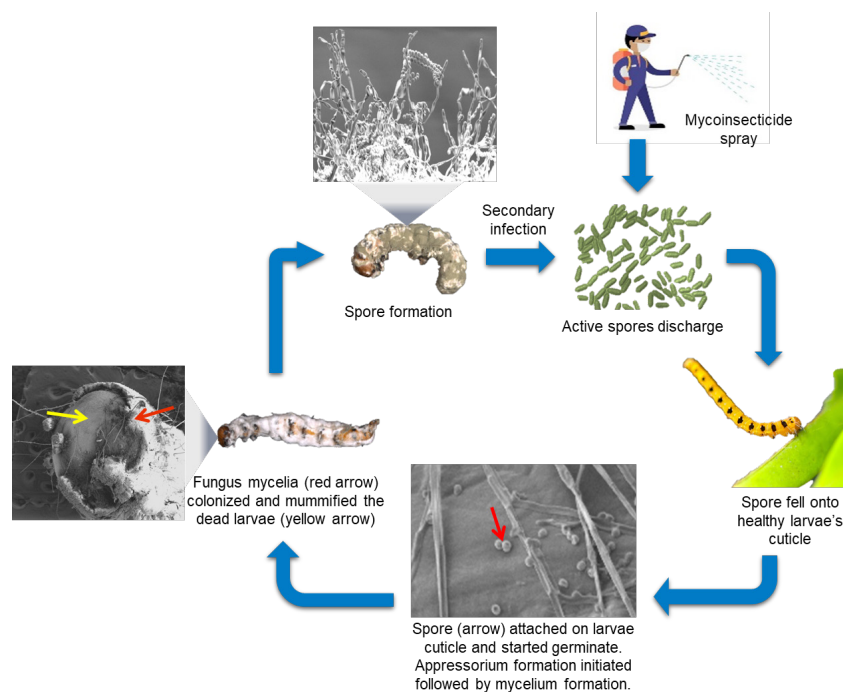 Mycoinsecticide
spray
Secondary
infection
Spore formation
Active spores discharge
Fungus mycelia (red arrow)
colonized and mummified the
dead larvae (yellow arrow)
Spore fell onto
healthy larvae's
cuticle
Spore (arrow) attached on larvae
cuticle and started germinate.
Appressorium formation initiated
followed by mycelium formation.